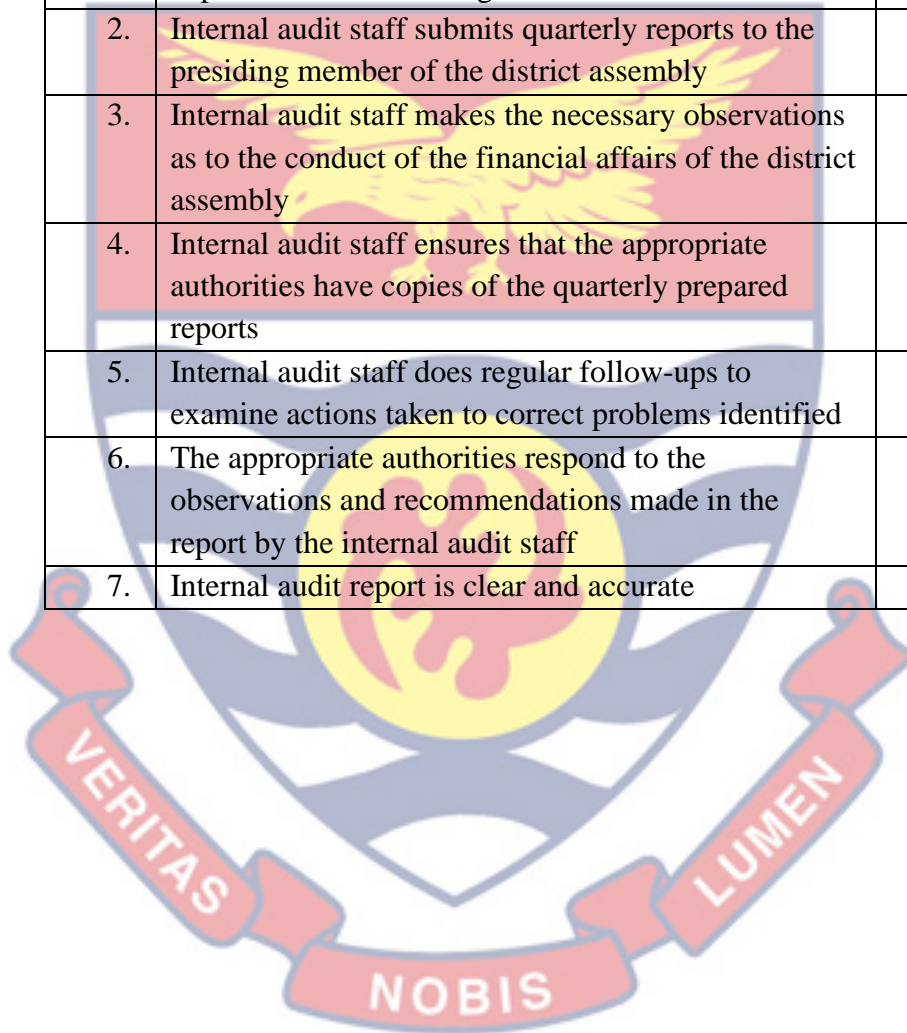 2. Internal audit staff submits quarterly reports to the
presiding member of the district assembly
3. Internal audit staff makes the necessary observations
as to the conduct of the financial affairs of the district
assembly
4. Internal audit staff ensures that the appropriate
authorities have copies of the quarterly prepared
reports
5. Internal audit staff does regular follow-ups to
examine actions taken to correct problems identified
6. The appropriate authorities respond to the
observations and recommendations made in the
report by the internal audit staff
7. Internal audit report is clear and accurate
VERITAS
NOBIS
LUMEN